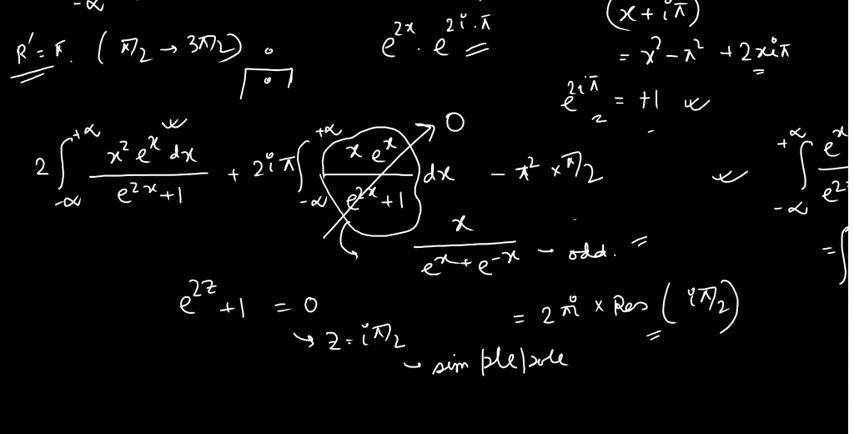 -∝
R' = π. (π/2 → 3π/2)
e^{2x} · e^{2i·π}
(x + iπ)
= x² - π² + 2xiπ
e^{2iπ} = +1
2 ∫_{-∝}^{+∝} x² e^x dx / (e^{2x} + 1) + 2iπ ∫_{-∝}^{+∝} x e^x / (e^{2x} + 1) dx - π² × π/2
→ 0
∫_{-∝}^{+∝} e^x / e^2
x / (e^x + e^{-x}) - odd. =
= ∫
e^{2z} + 1 = 0
= 2πi × Res (iπ/2)
↳ z = iπ/2
simple pole